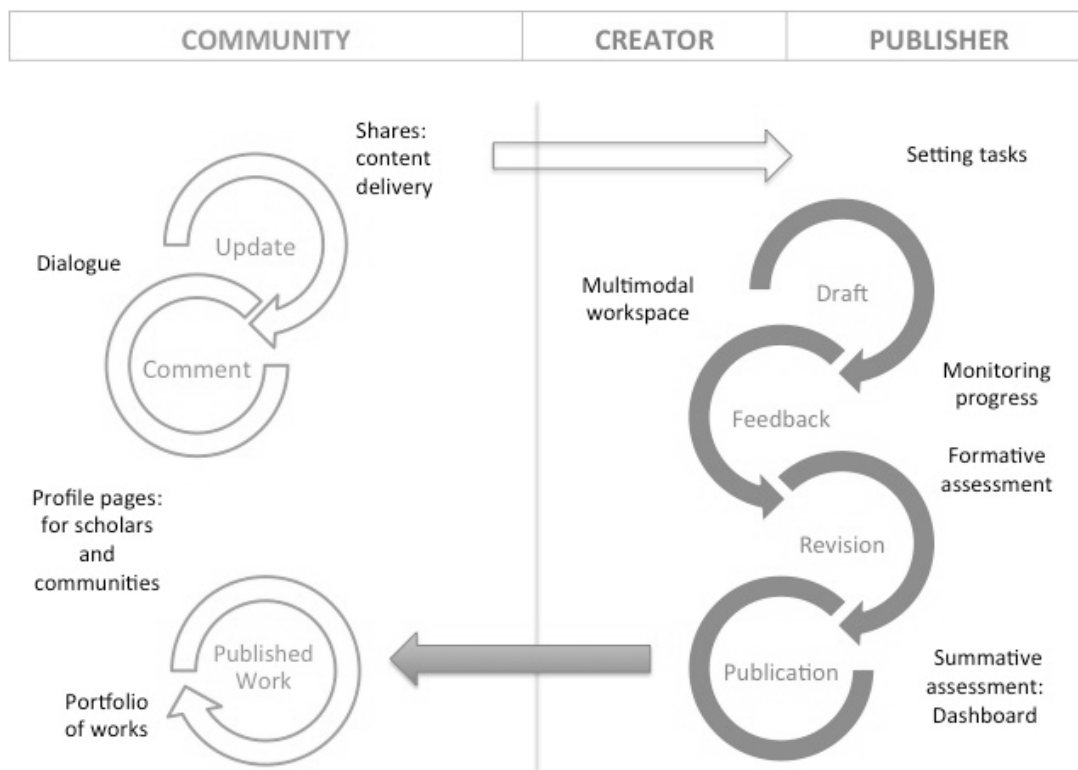 COMMUNITY
CREATOR
PUBLISHER
Shares:
content
delivery
Setting tasks
Update
Dialogue
Comment
Multimodal
workspace
Draft
Monitoring
progress
Feedback
Formative
assessment
Revision
Profile pages:
for scholars
and
communities
Published
Work
Portfolio
of works
Publication
Summative
assessment:
Dashboard